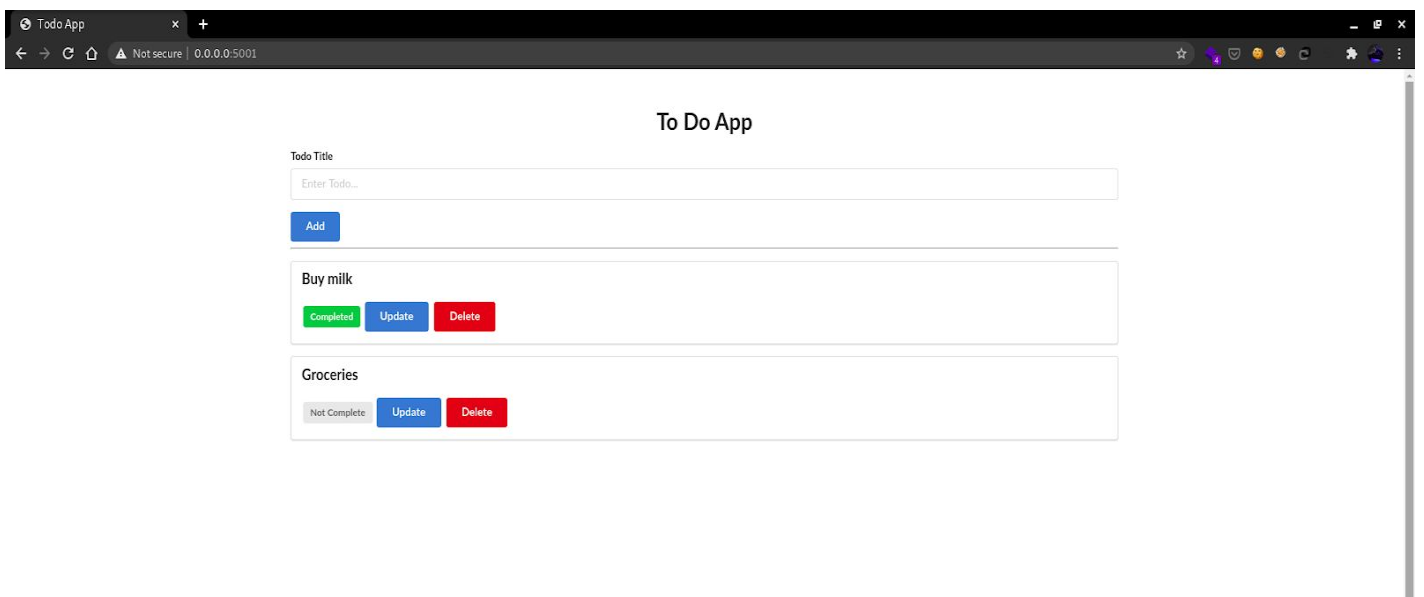 Todo App
Not secure | 0.0.0.0:5001
4
To Do App
Todo Title
Enter Todo...
Add
Buy milk
Completed Update Delete
Groceries
Not Complete Update Delete